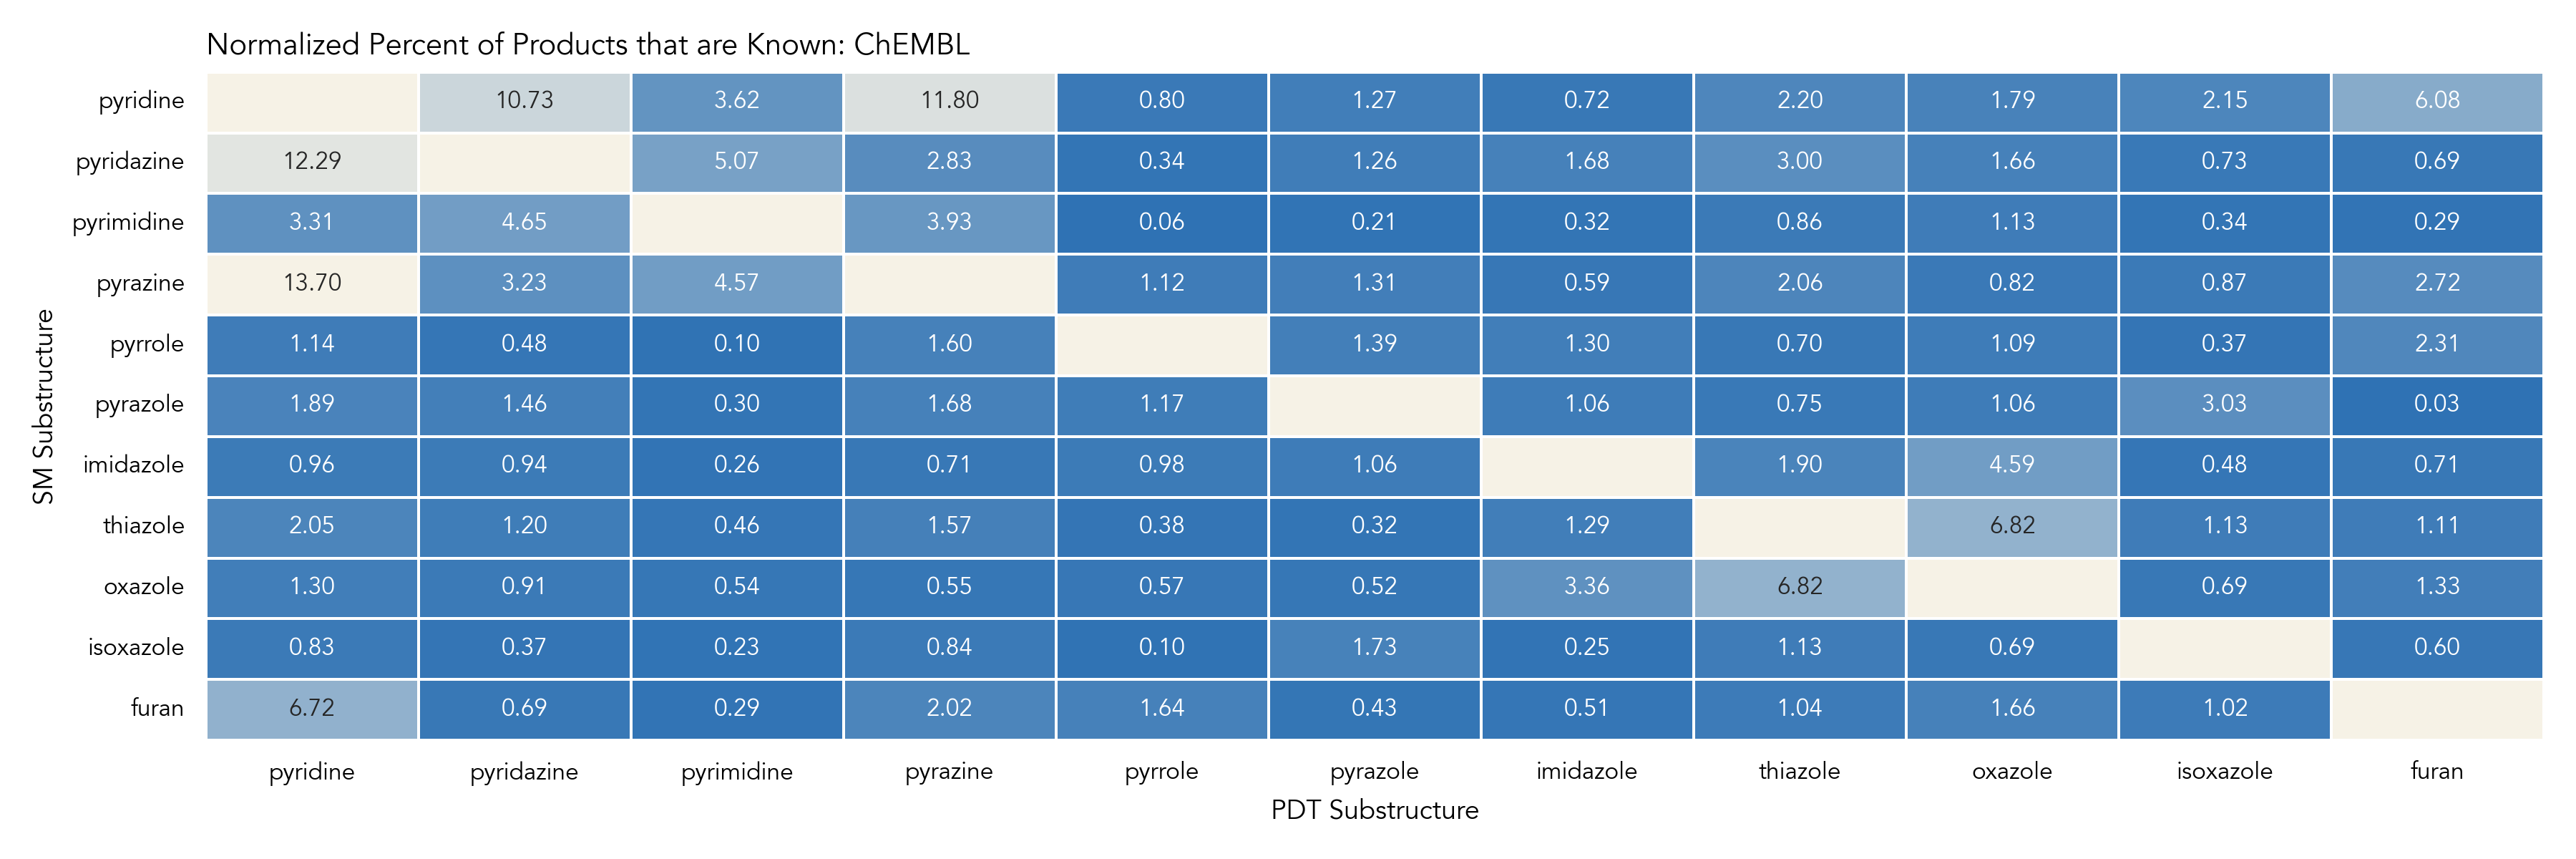 Normalized Percent of Products that are Known: ChEMBL
SM Substructure
pyridine 10.73 3.62 11.80 0.80 1.27 0.72 2.20 1.79 2.15 6.08
pyridazine 12.29 5.07 2.83 0.34 1.26 1.68 3.00 1.66 0.73 0.69
pyrimidine 3.31 4.65 3.93 0.06 0.21 0.32 0.86 1.13 0.34 0.29
pyrazine 13.70 3.23 4.57 1.12 1.31 0.59 2.06 0.82 0.87 2.72
pyrrole 1.14 0.48 0.10 1.60 1.39 1.30 0.70 1.09 0.37 2.31
pyrazole 1.89 1.46 0.30 1.68 1.17 1.06 0.75 1.06 3.03 0.03
imidazole 0.96 0.94 0.26 0.71 0.98 1.06 1.90 4.59 0.48 0.71
thiazole 2.05 1.20 0.46 1.57 0.38 0.32 1.29 6.82 1.13 1.11
oxazole 1.30 0.91 0.54 0.55 0.57 0.52 3.36 6.82 0.69 1.33
isoxazole 0.83 0.37 0.23 0.84 0.10 1.73 0.25 1.13 0.69 0.60
furan 6.72 0.69 0.29 2.02 1.64 0.43 0.51 1.04 1.66 1.02
pyridine pyridazine pyrimidine pyrazine pyrrole pyrazole imidazole thiazole oxazole isoxazole furan
PDT Substructure